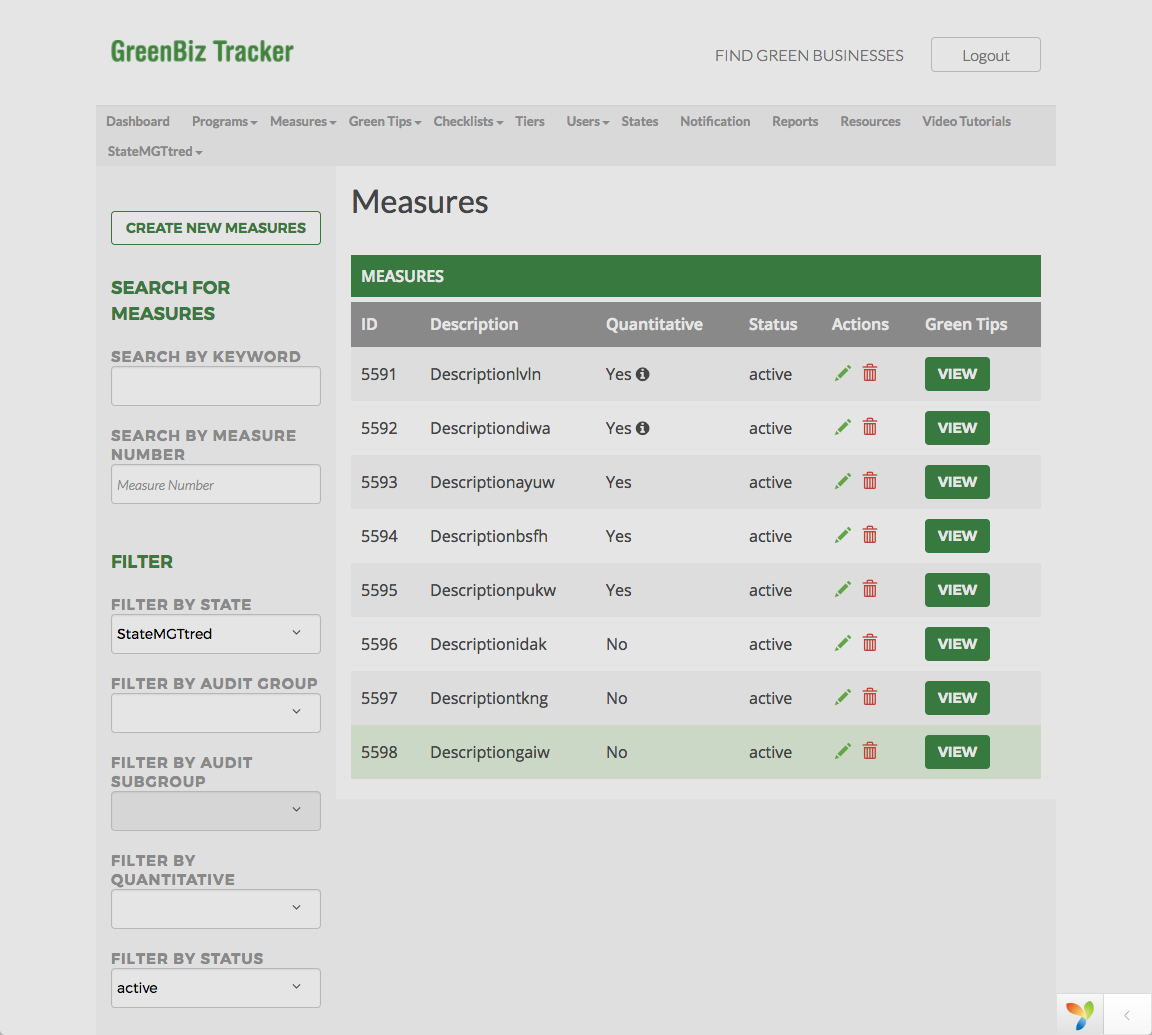 GreenBiz Tracker
FIND GREEN BUSINESSES
Logout
Dashboard Programs Measures Green Tips Checklists Tiers Users States Notification Reports Resources Video Tutorials
StateMGTtred
CREATE NEW MEASURES
SEARCH FOR
MEASURES
SEARCH BY KEYWORD
SEARCH BY MEASURE
NUMBER
Measure Number
FILTER
FILTER BY STATE
StateMGTtred
FILTER BY AUDIT GROUP
FILTER BY AUDIT
SUBGROUP
FILTER BY
QUANTITATIVE
FILTER BY STATUS
active
Measures
MEASURES
ID Description Quantitative Status Actions Green Tips
5591 Descriptionlvln Yes active VIEW
5592 Descriptiondiwa Yes active VIEW
5593 Descriptionayuw Yes active VIEW
5594 Descriptionbsfh Yes active VIEW
5595 Descriptionpukw Yes active VIEW
5596 Descriptionidak No active VIEW
5597 Descriptiontkng No active VIEW
5598 Descriptiongaiw No active VIEW